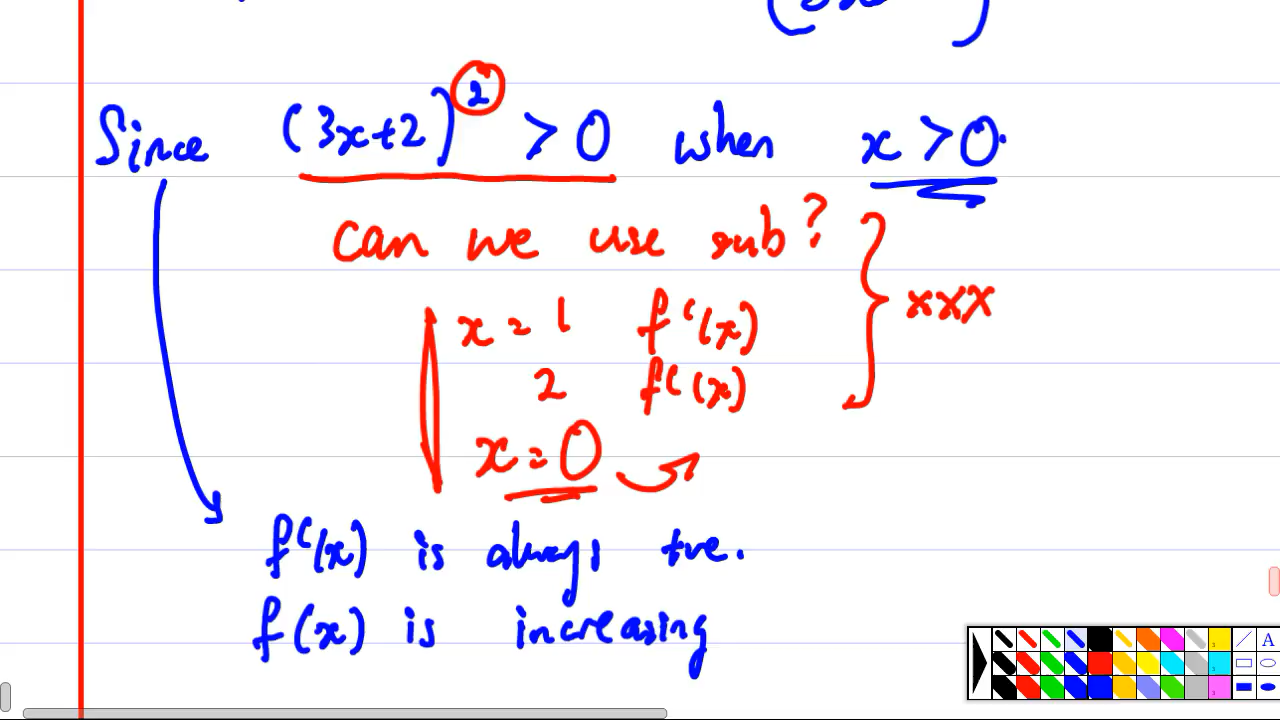 Since (3x+2)² > 0 when x > 0.
can we use sub?
x = 1 f'(x) } xxx
2 f'(x)
x = 0
f'(x) is always +ve.
f(x) is increasing
A